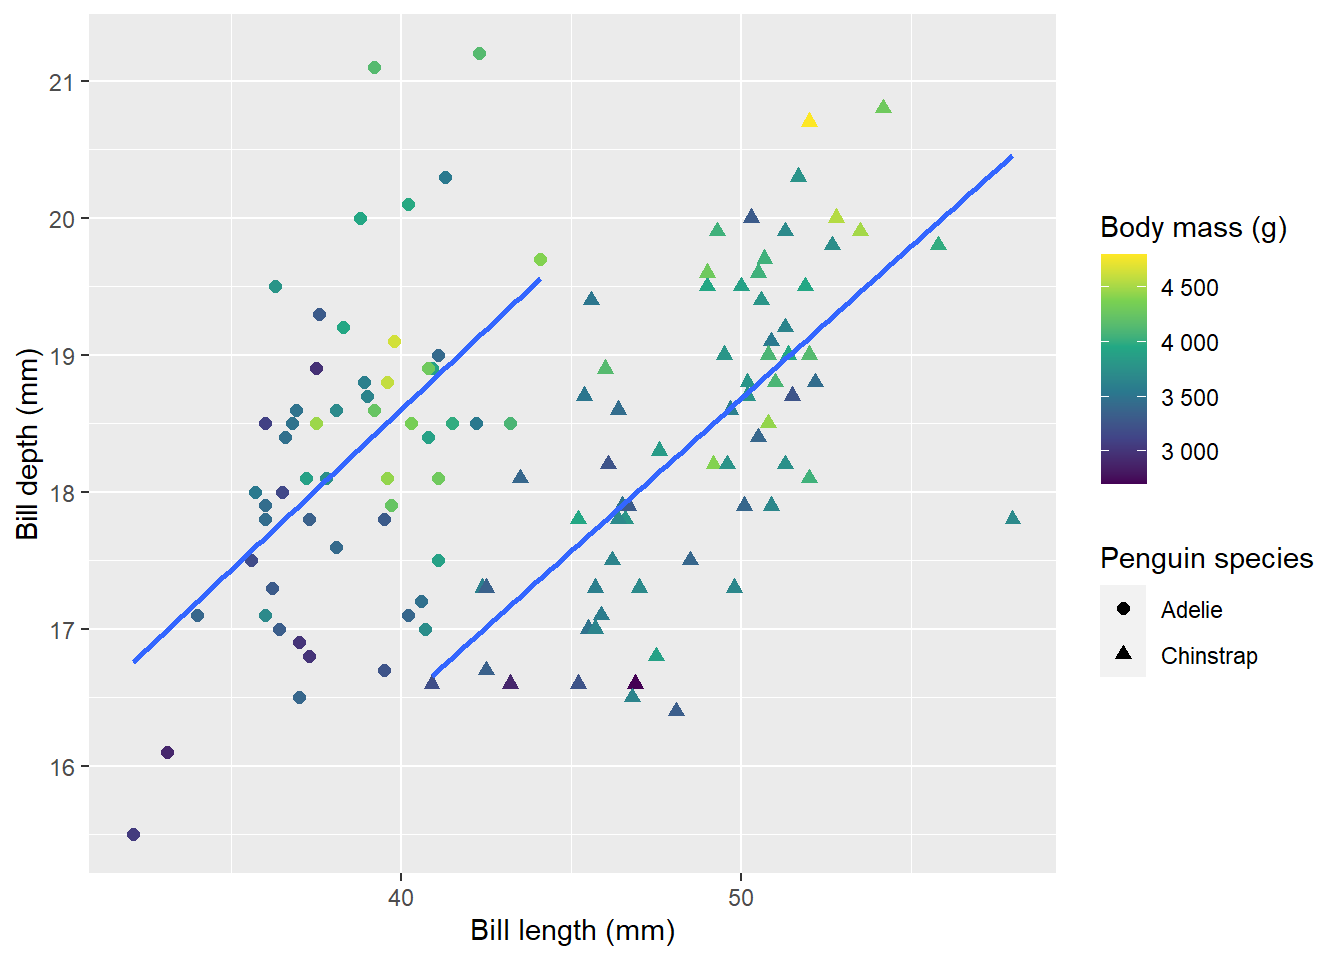 21
20
19
18
17
16
Bill depth (mm)
40
50
Bill length (mm)
Body mass (g)
4 500
4 000
3 500
3 000
Penguin species
Adelie
Chinstrap